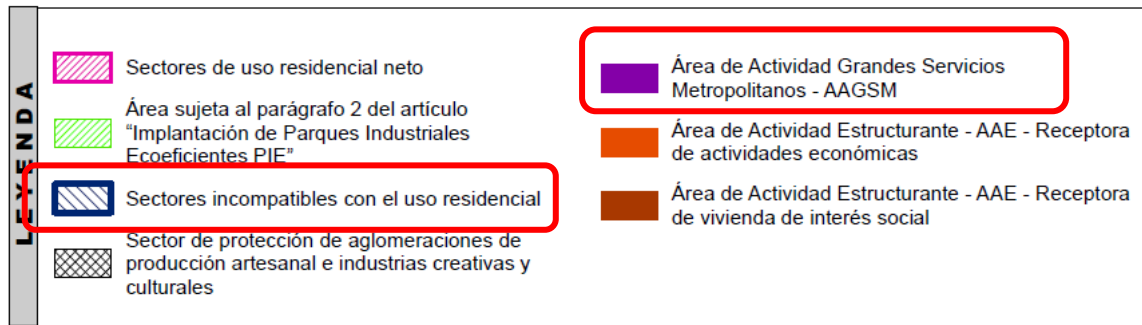 LEYENDA
Sectores de uso residencial neto
Área sujeta al parágrafo 2 del artículo
“Implantación de Parques Industriales
Ecoeficientes PIE”
Sectores incompatibles con el uso residencial
Sector de protección de aglomeraciones de
producción artesanal e industrias creativas y
culturales
Área de Actividad Grandes Servicios
Metropolitanos - AAGSM
Área de Actividad Estructurante - AAE - Receptora
de actividades económicas
Área de Actividad Estructurante - AAE - Receptora
de vivienda de interés social